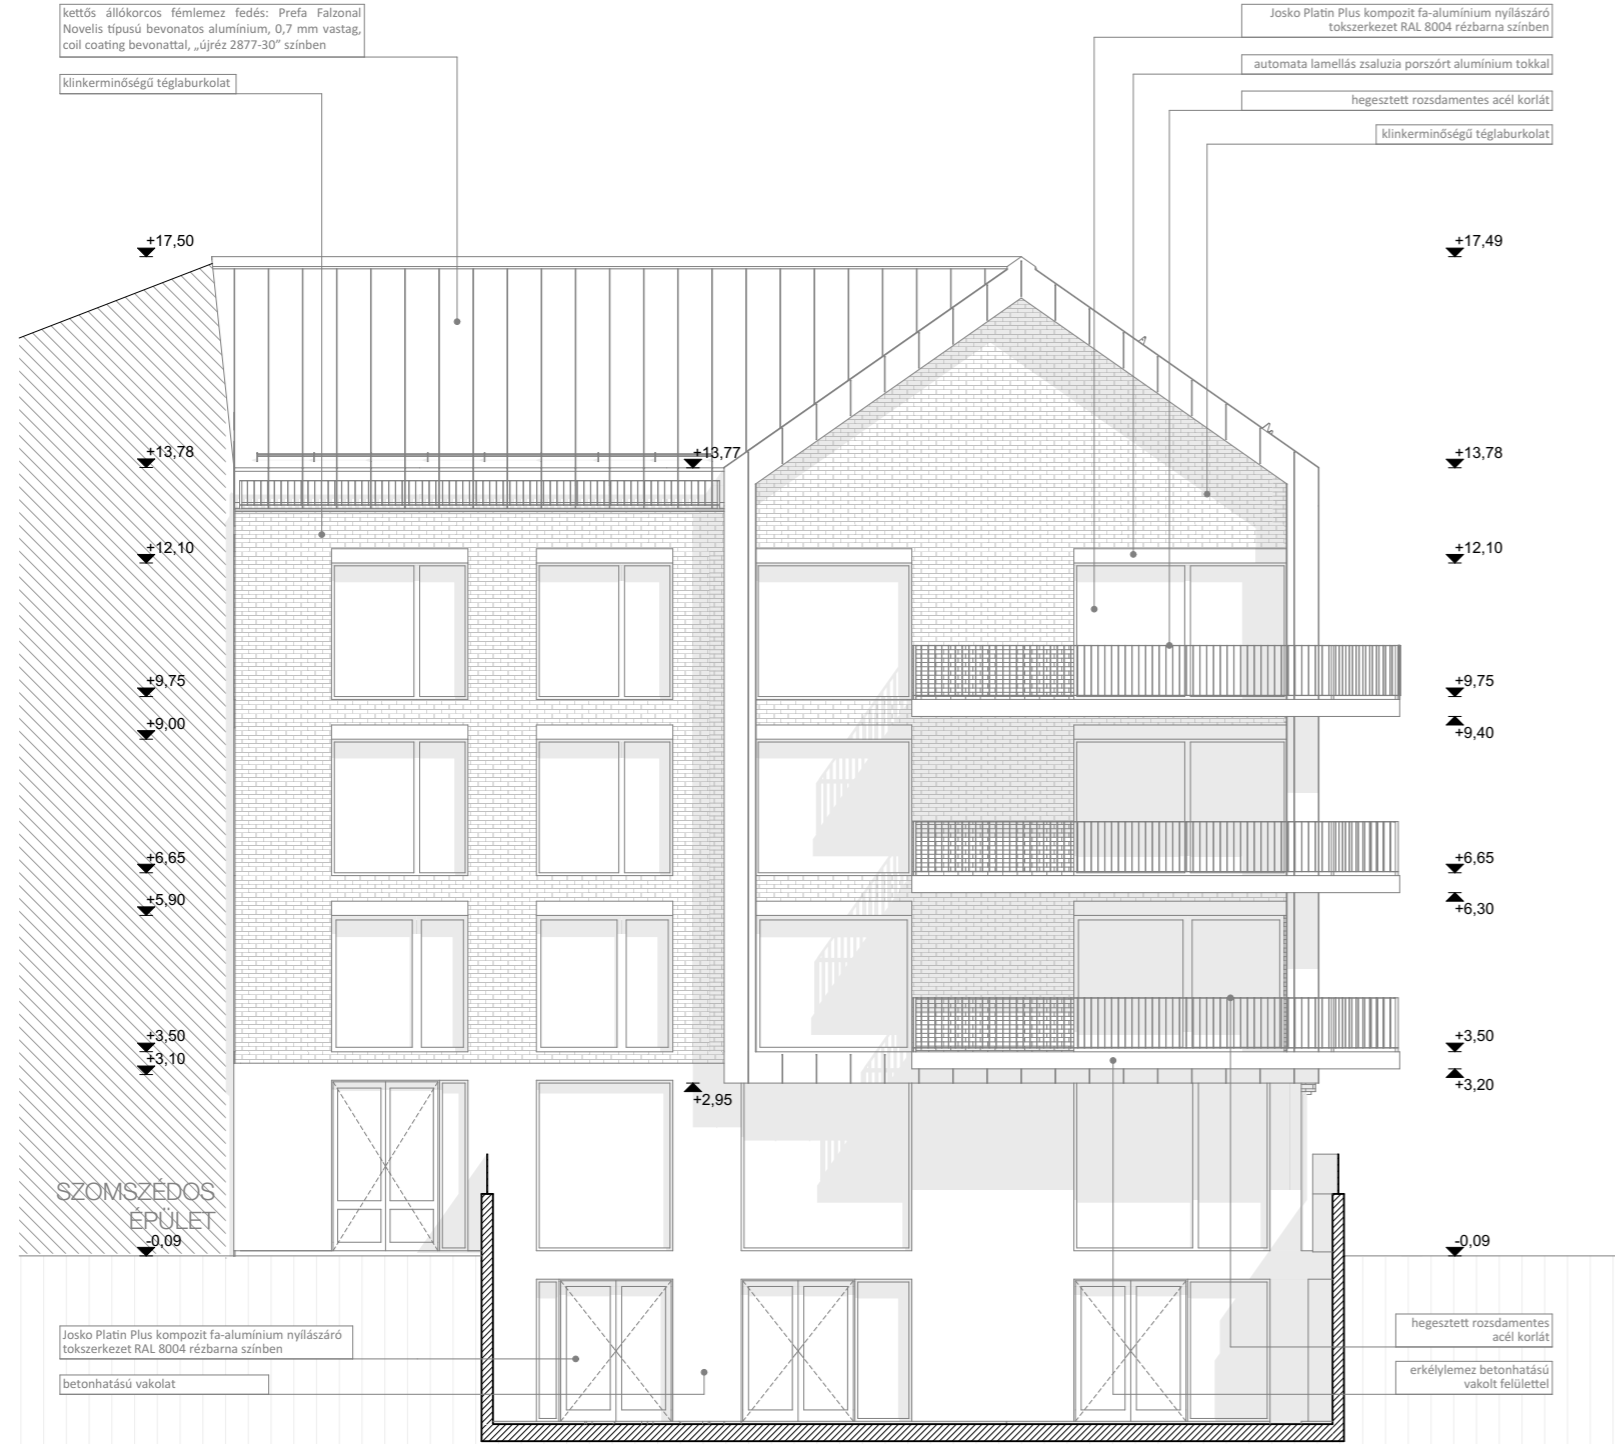 kettős állókorcos fémlemez fedés: Prefa Falzonal
Novelis típusú bevonatos alumínium, 0,7 mm vastag,
coil coating bevonattal, „újréz 2877-30” színben
klinkerminőségű téglaburkolat
Josko Platin Plus kompozit fa-alumínium nyílászáró
tokszerkezet RAL 8004 rézbarna színben
automata lamellás zsaluzia porszórt alumínium tokkal
hegesztett rozsdamentes acél korlát
klinkerminőségű téglaburkolat
+17,50
+17,49
+13,78
+13,77
+13,78
+12,10
+12,10
+9,75
+9,75
+9,00
+9,40
+6,65
+6,65
+5,90
+6,30
+3,50
+3,50
+3,10
+3,20
+2,95
SZOMSZÉDOS
ÉPÜLET
-0,09
-0,09
Josko Platin Plus kompozit fa-alumínium nyílászáró
tokszerkezet RAL 8004 rézbarna színben
betonhatású vakolat
hegesztett rozsdamentes
acél korlát
erkélylemez betonhatású
vakolt felülettel